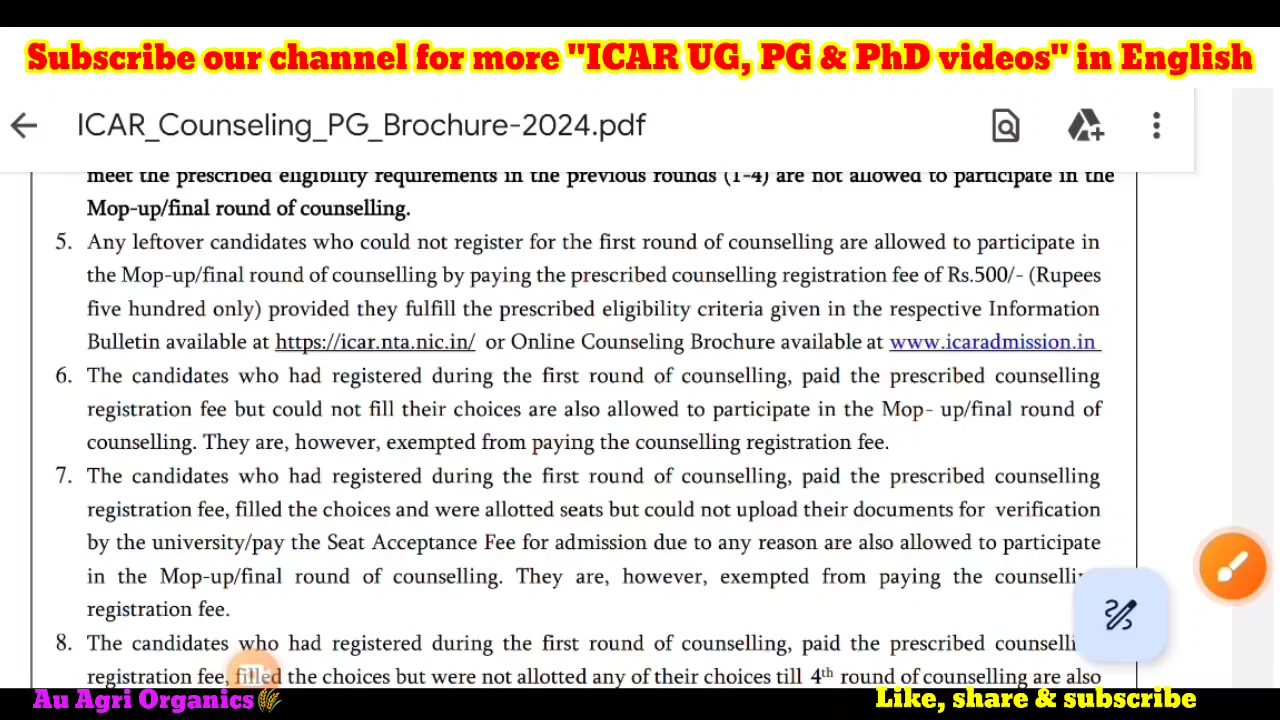 Subscribe our channel for more "ICAR UG, PG & PhD videos" in English
ICAR_Counseling_PG_Brochure-2024.pdf
meet the prescribed eligibility requirements in the previous rounds (1-4) are not allowed to participate in the
Mop-up/final round of counselling.
5. Any leftover candidates who could not register for the first round of counselling are allowed to participate in
the Mop-up/final round of counselling by paying the prescribed counselling registration fee of Rs.500/- (Rupees
five hundred only) provided they fulfill the prescribed eligibility criteria given in the respective Information
Bulletin available at https://icar.nta.nic.in/ or Online Counseling Brochure available at www.icaradmission.in
6. The candidates who had registered during the first round of counselling, paid the prescribed counselling
registration fee but could not fill their choices are also allowed to participate in the Mop- up/final round of
counselling. They are, however, exempted from paying the counselling registration fee.
7. The candidates who had registered during the first round of counselling, paid the prescribed counselling
registration fee, filled the choices and were allotted seats but could not upload their documents for verification
by the university/pay the Seat Acceptance Fee for admission due to any reason are also allowed to participate
in the Mop-up/final round of counselling. They are, however, exempted from paying the counselli
registration fee.
8. The candidates who had registered during the first round of counselling, paid the prescribed counselli
registration fee, filled the choices but were not allotted any of their choices till 4th round of counselling are also
Au Agri Organics
Like, share & subscribe